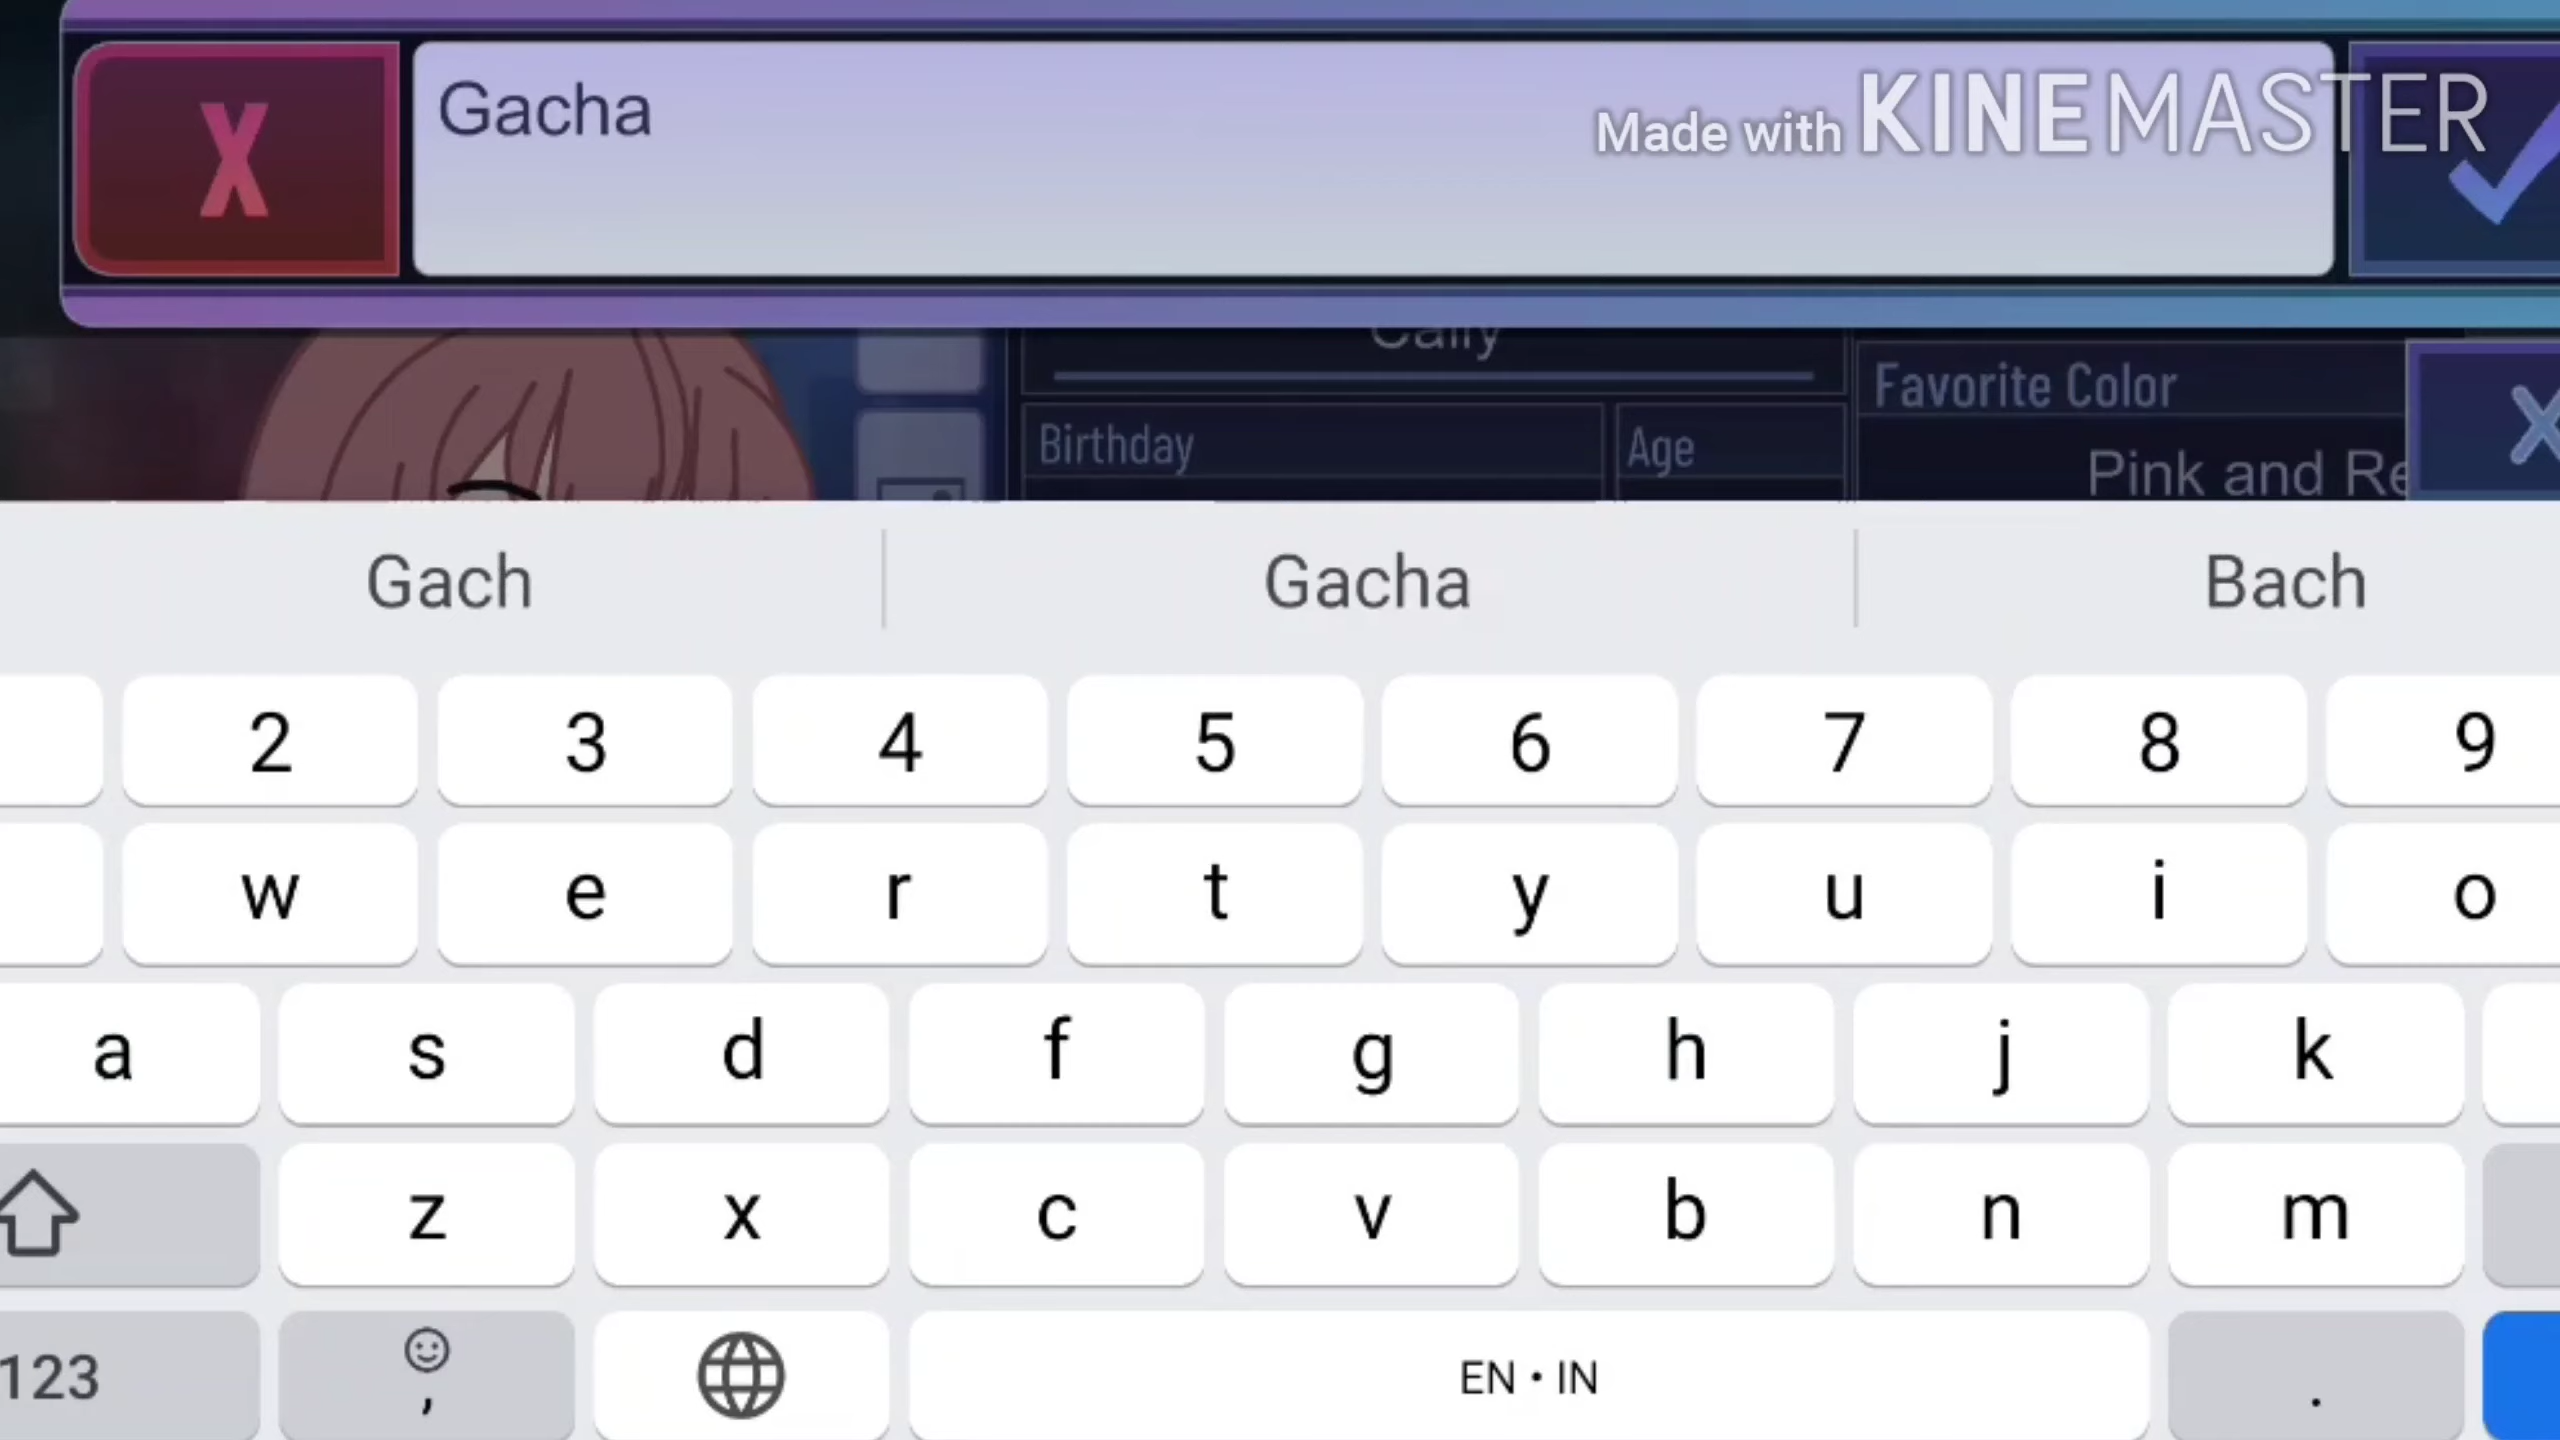 X
Gacha
Made with KINEMASTER
Cally
Favorite Color
Birthday
Age
Pink and Re
X
Gach
Gacha
Bach
2 3 4 5 6 7 8 9
w e r t y u i o
a s d f g h j k
z x c v b n m
123 , EN • IN .